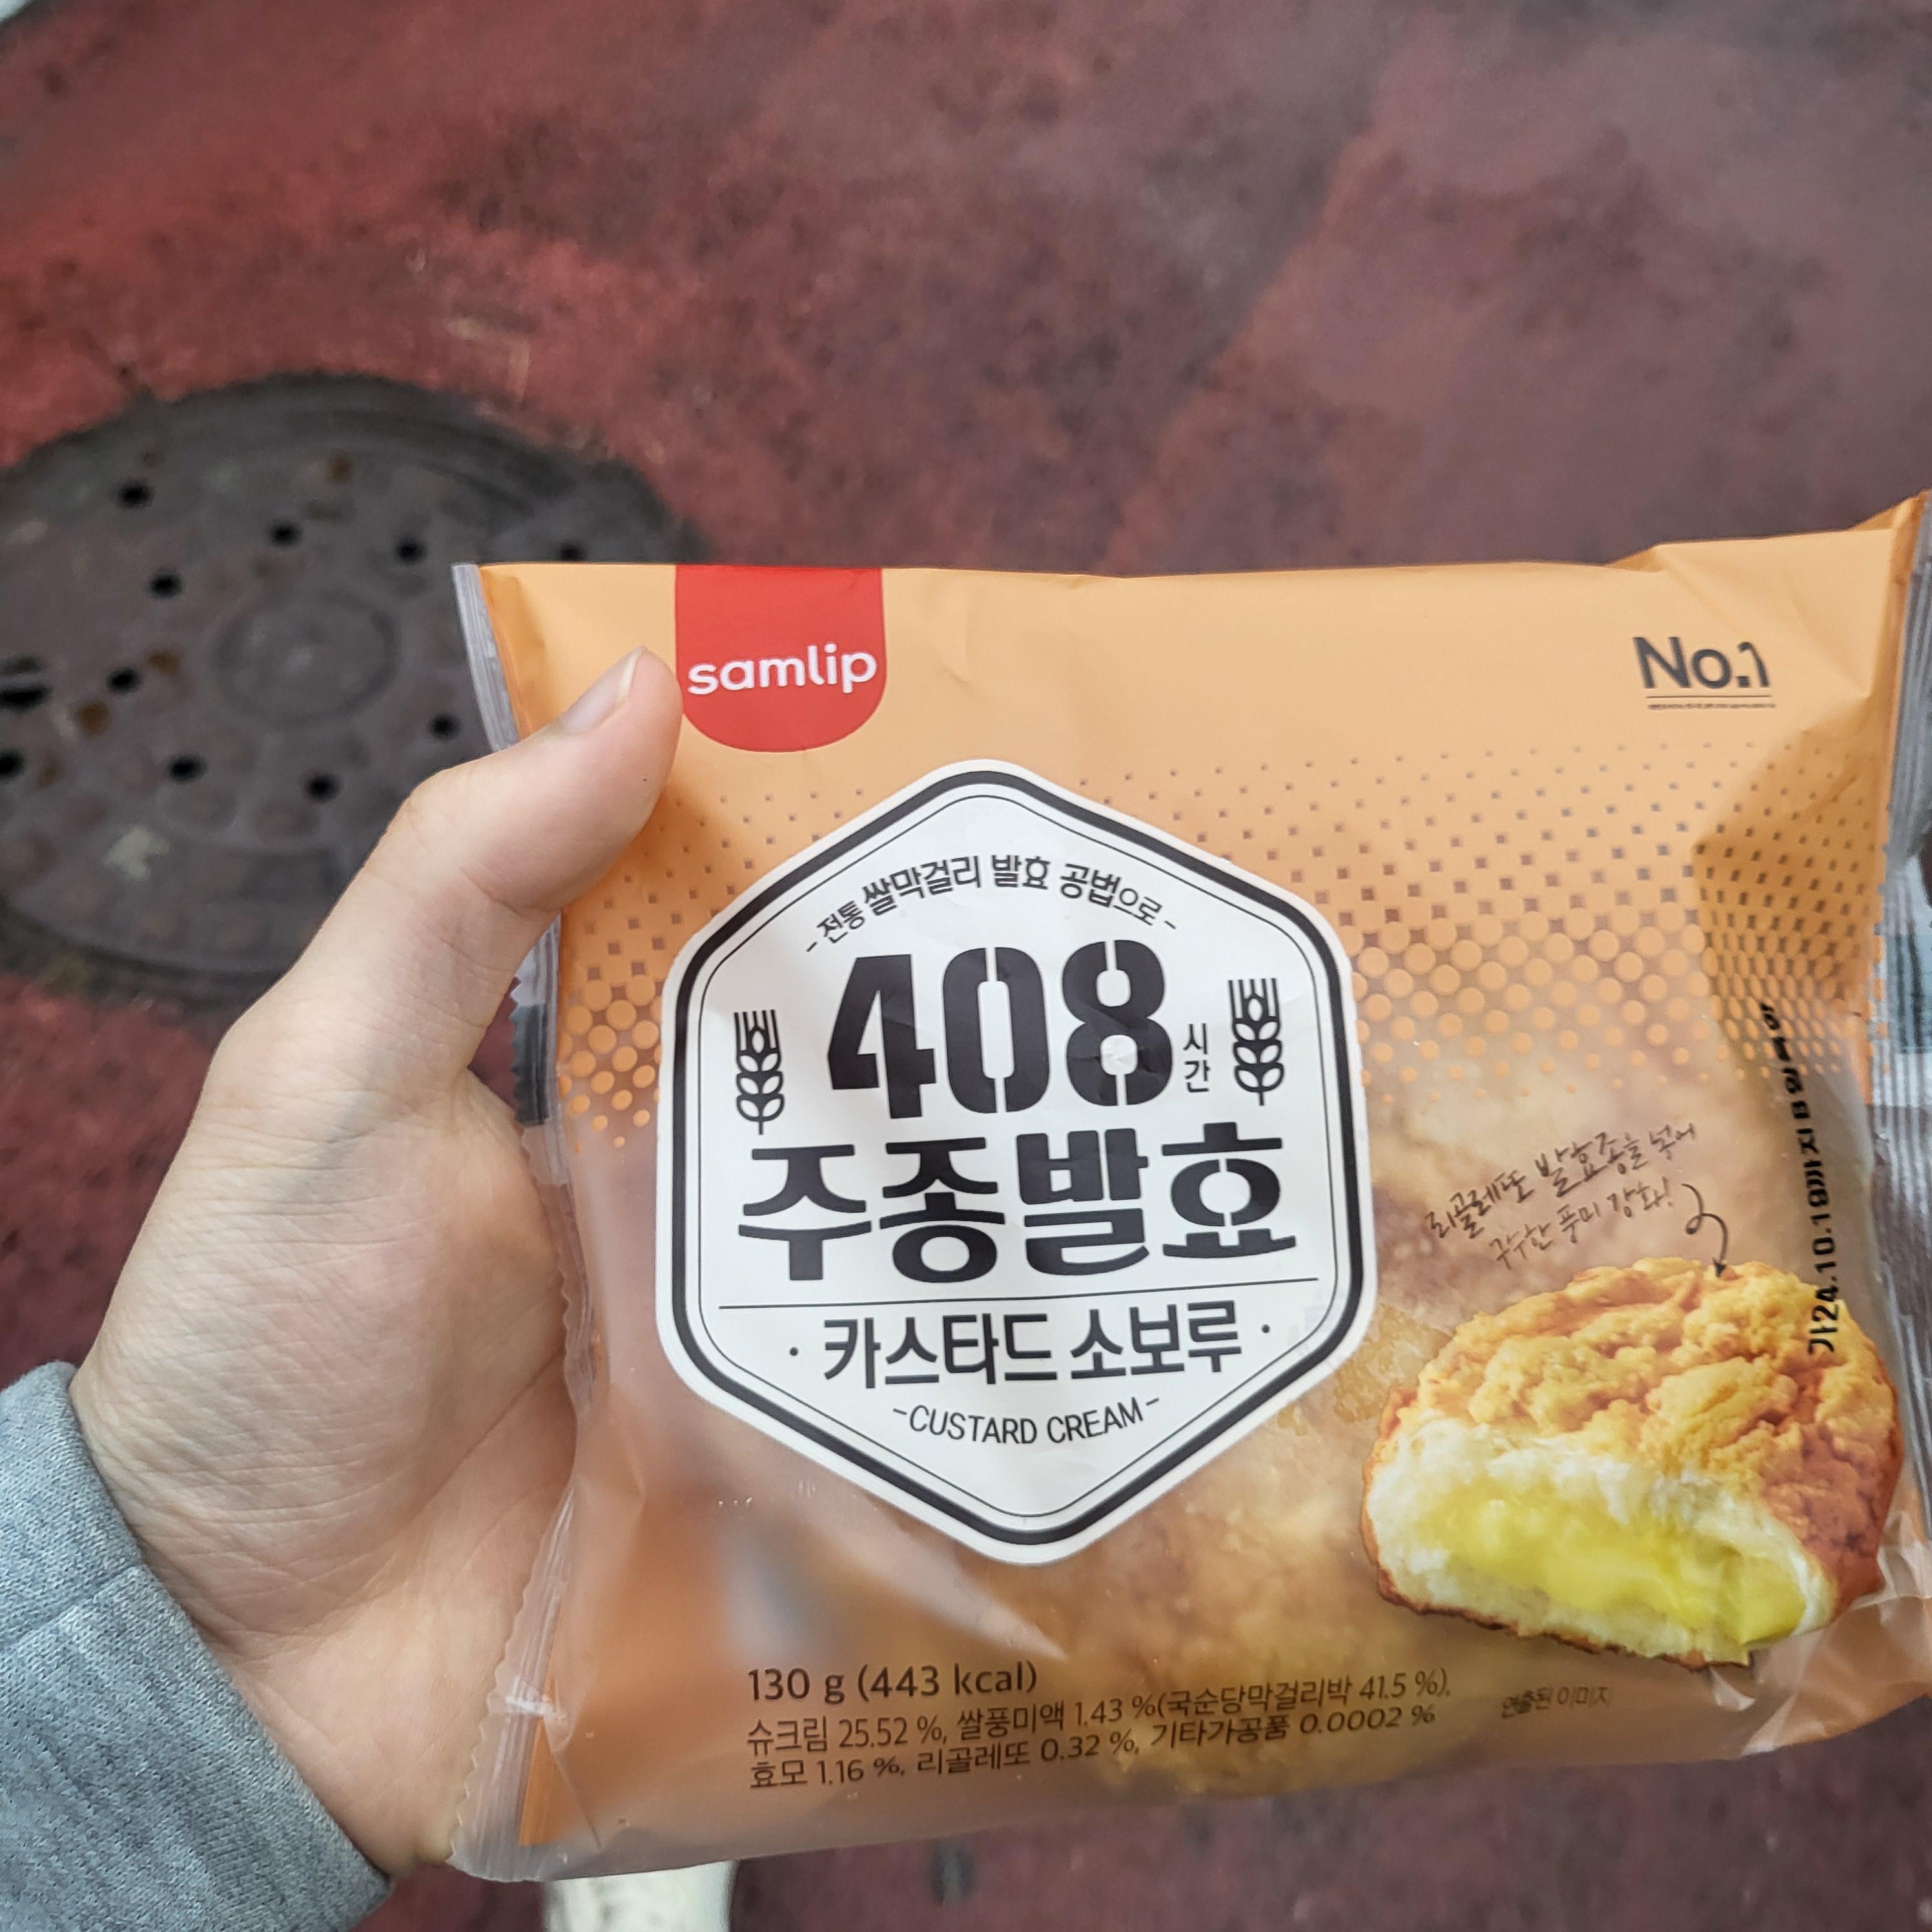 samlip
No.1
- 전통 쌀막걸리 발효 공법으로 -
408 시간
주종발효
· 카스타드 소보루 ·
-CUSTARD CREAM-
리골레또 발효종을 넣어
구수한 풍미 강화!
가24.10.18까지
130 g (443 kcal)
슈크림 25.52 %, 쌀풍미액 1.43 %(국순당막걸리박 41.5 %),
효모 1.16 %, 리골레또 0.32 %, 기타가공품 0.0002 %
연출된 이미지